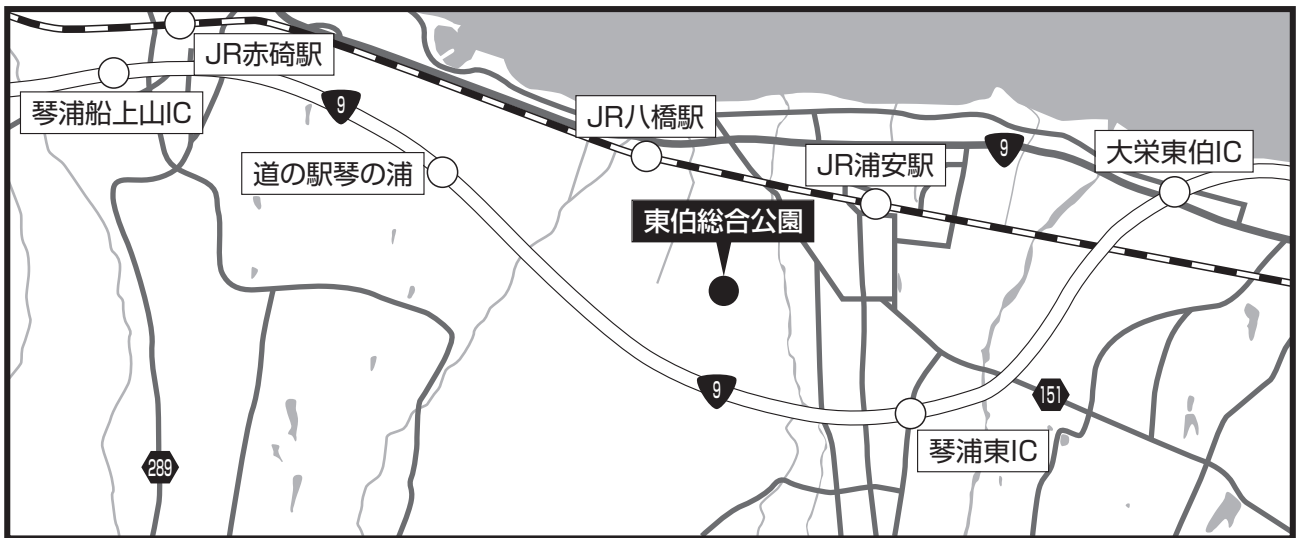 JR赤碕駅
琴浦船上山IC
9
JR八橋駅
9
大栄東伯IC
道の駅琴の浦
JR浦安駅
東伯総合公園
9
151
琴浦東IC
289